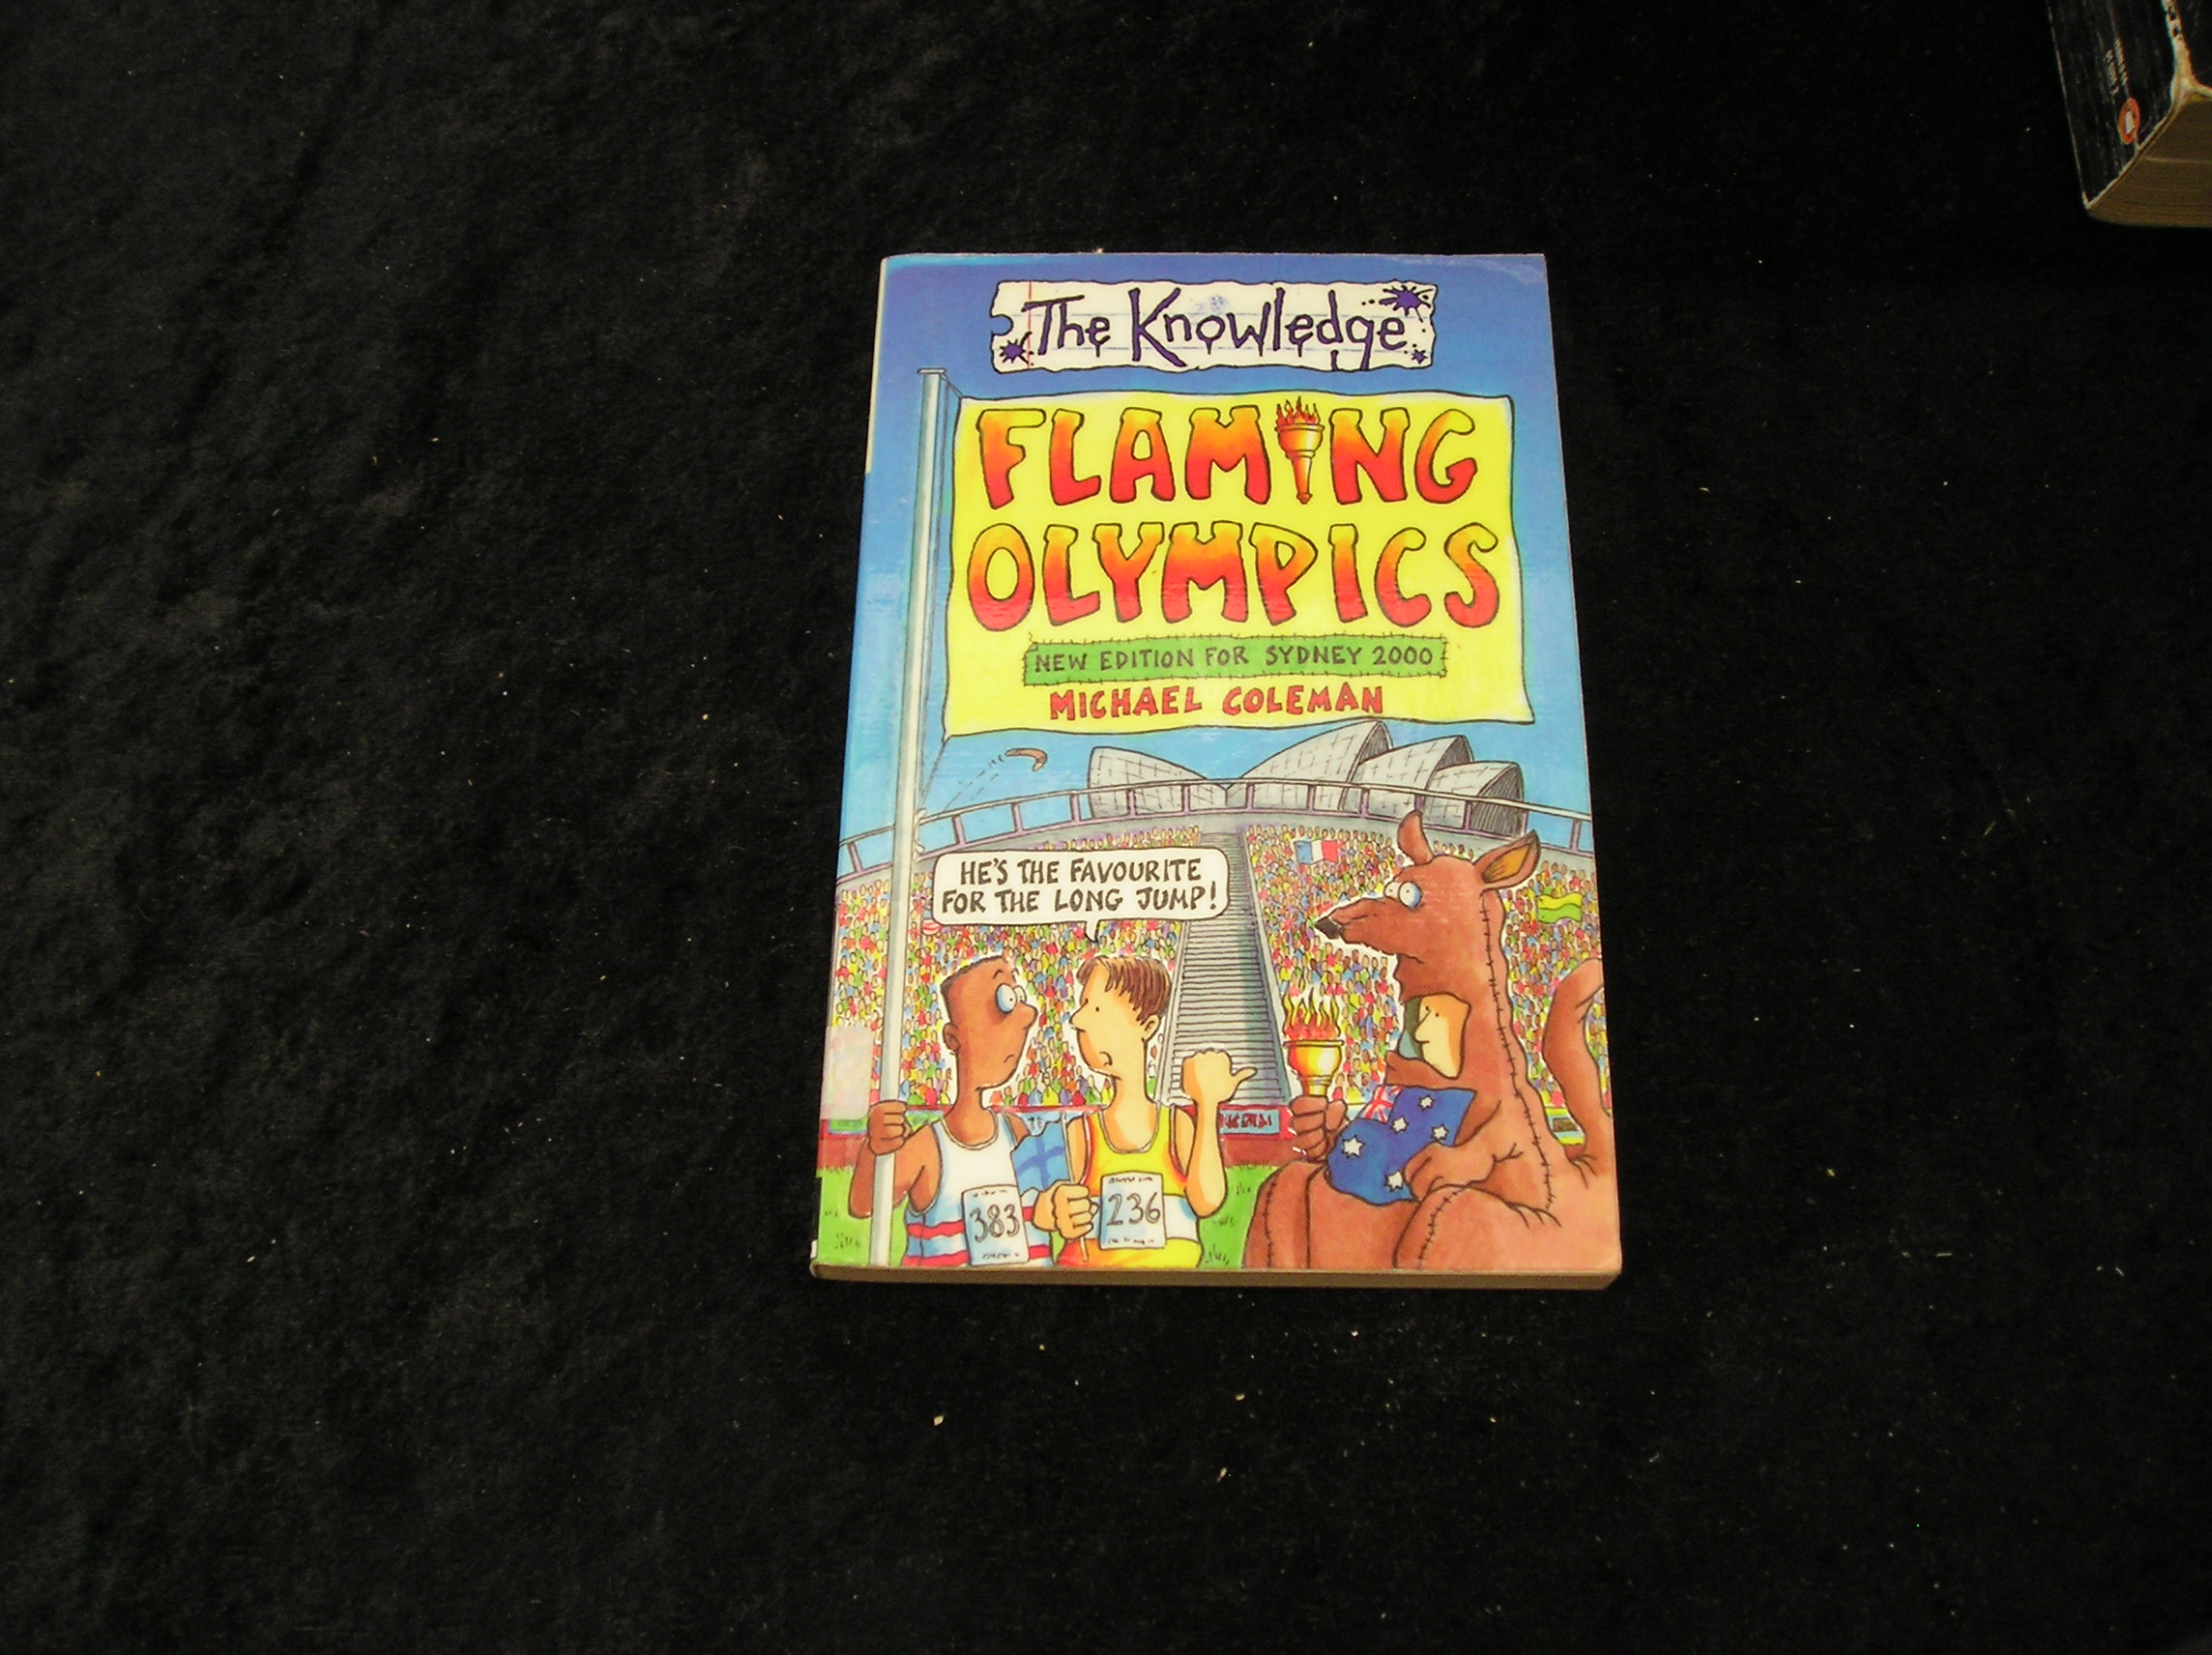 The Knowledge
FLAMING
OLYMPICS
NEW EDITION FOR SYDNEY 2000
MICHAEL COLEMAN
HE'S THE FAVOURITE
FOR THE LONG JUMP!
383
236